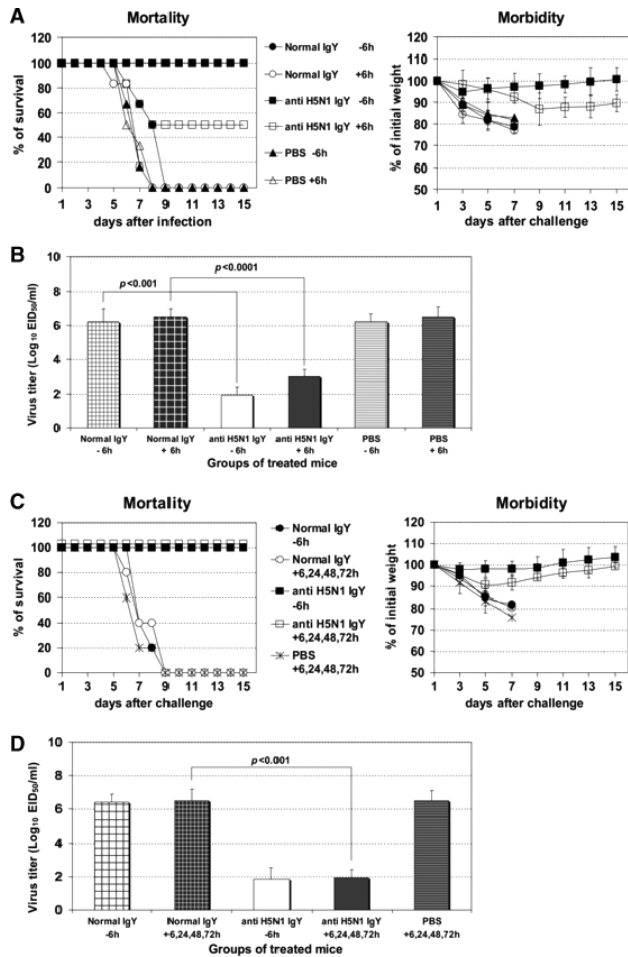 A
Mortality
% of survival
120
100
80
60
40
20
0
1 3 5 7 9 11 13 15
days after infection
Normal IgY -6h
Normal IgY +6h
anti H5N1 IgY -6h
anti H5N1 IgY +6h
PBS -6h
PBS +6h
Morbidity
% of initial weight
120
110
100
90
80
70
60
50
40
1 3 5 7 9 11 13 15
days after challenge
B
Virus titer (Log10 EID50/ml)
10
8
6
4
2
0
p<0.001
p<0.0001
Normal IgY
- 6h
Normal IgY
+ 6h
anti H5N1 IgY
- 6h
anti H5N1 IgY
+ 6h
PBS
- 6h
PBS
+ 6h
Groups of treated mice
C
Mortality
% of survival
120
100
80
60
40
20
0
1 3 5 7 9 11 13 15
days after challenge
Normal IgY
-6h
Normal IgY
+6,24,48,72h
anti H5N1 IgY
-6h
anti H5N1 IgY
+6,24,48,72h
PBS
+6,24,48,72h
Morbidity
% of initial weight
120
110
100
90
80
70
60
50
1 3 5 7 9 11 13 15
days after challenge
D
Virus titer (Log10 EID50/ml)
10
8
6
4
2
0
p<0.001
Normal IgY
-6h
Normal IgY
+6,24,48,72h
anti H5N1 IgY
-6h
anti H5N1 IgY
+6,24,48,72h
PBS
+6,24,48,72h
Groups of treated mice